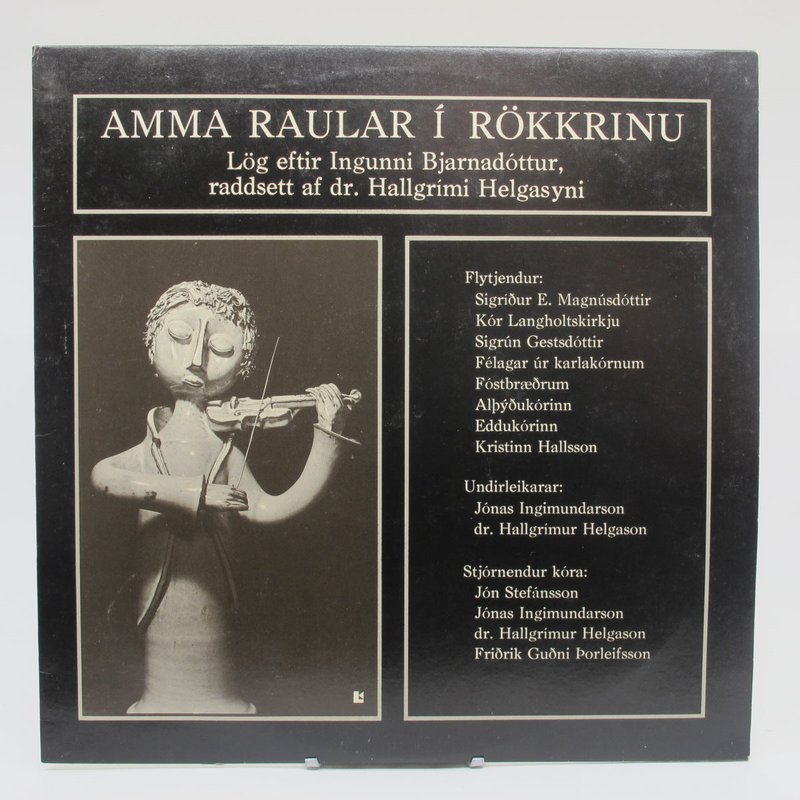 AMMA RAULAR Í RÖKKRINU
Lög eftir Ingunni Bjarnadóttur,
raddsett af dr. Hallgrími Helgasyni
Flytjendur:
Sigríður E. Magnúsdóttir
Kór Langholtskirkju
Sigrún Gestsdóttir
Félagar úr karlakórnum
Fóstbræðrum
Alþýðukórinn
Eddukórinn
Kristinn Hallsson
Undirleikarar:
Jónas Ingimundarson
dr. Hallgrímur Helgason
Stjórnendur kóra:
Jón Stefánsson
Jónas Ingimundarson
dr. Hallgrímur Helgason
Friðrik Guðni Þorleifsson